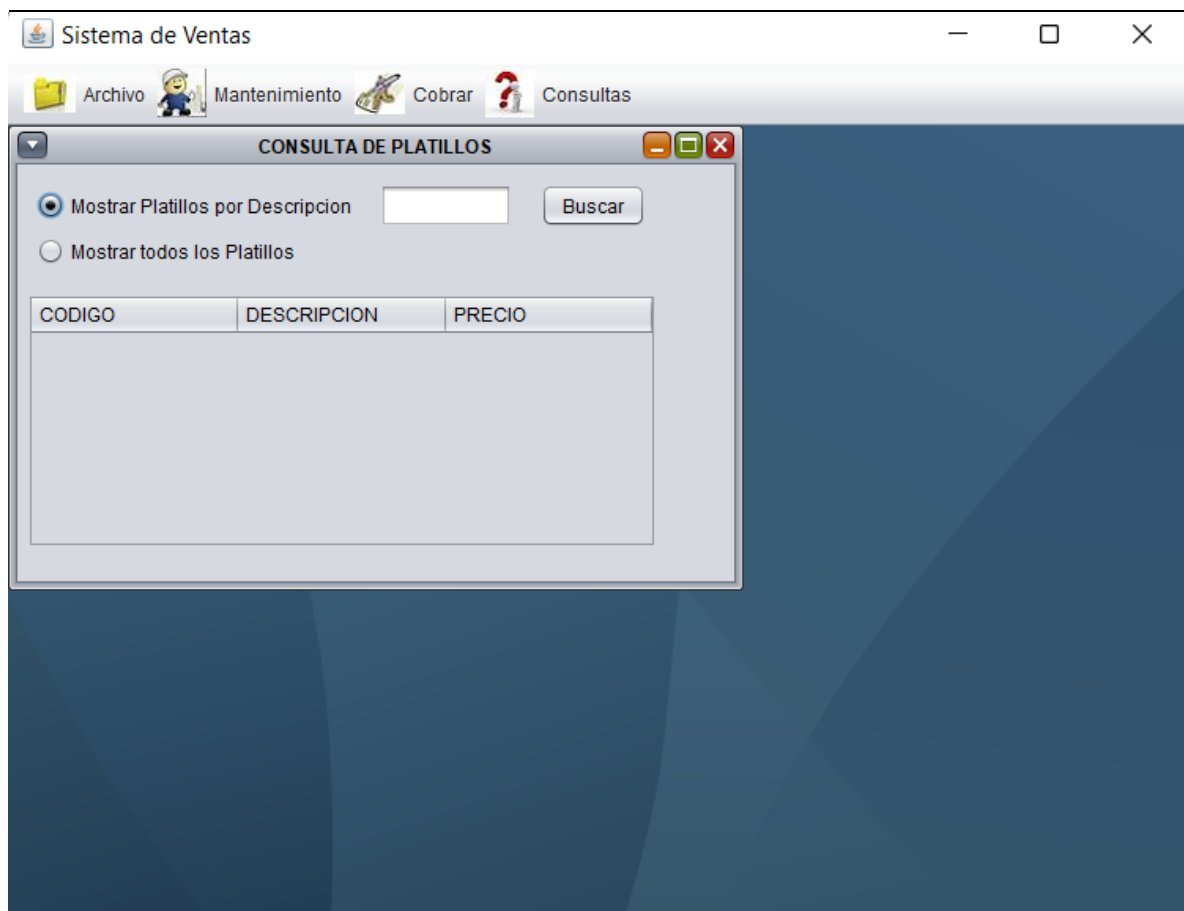 Sistema de Ventas
Archivo Mantenimiento Cobrar Consultas
CONSULTA DE PLATILLOS
Mostrar Platillos por Descripcion Buscar
Mostrar todos los Platillos
CODIGO DESCRIPCION PRECIO